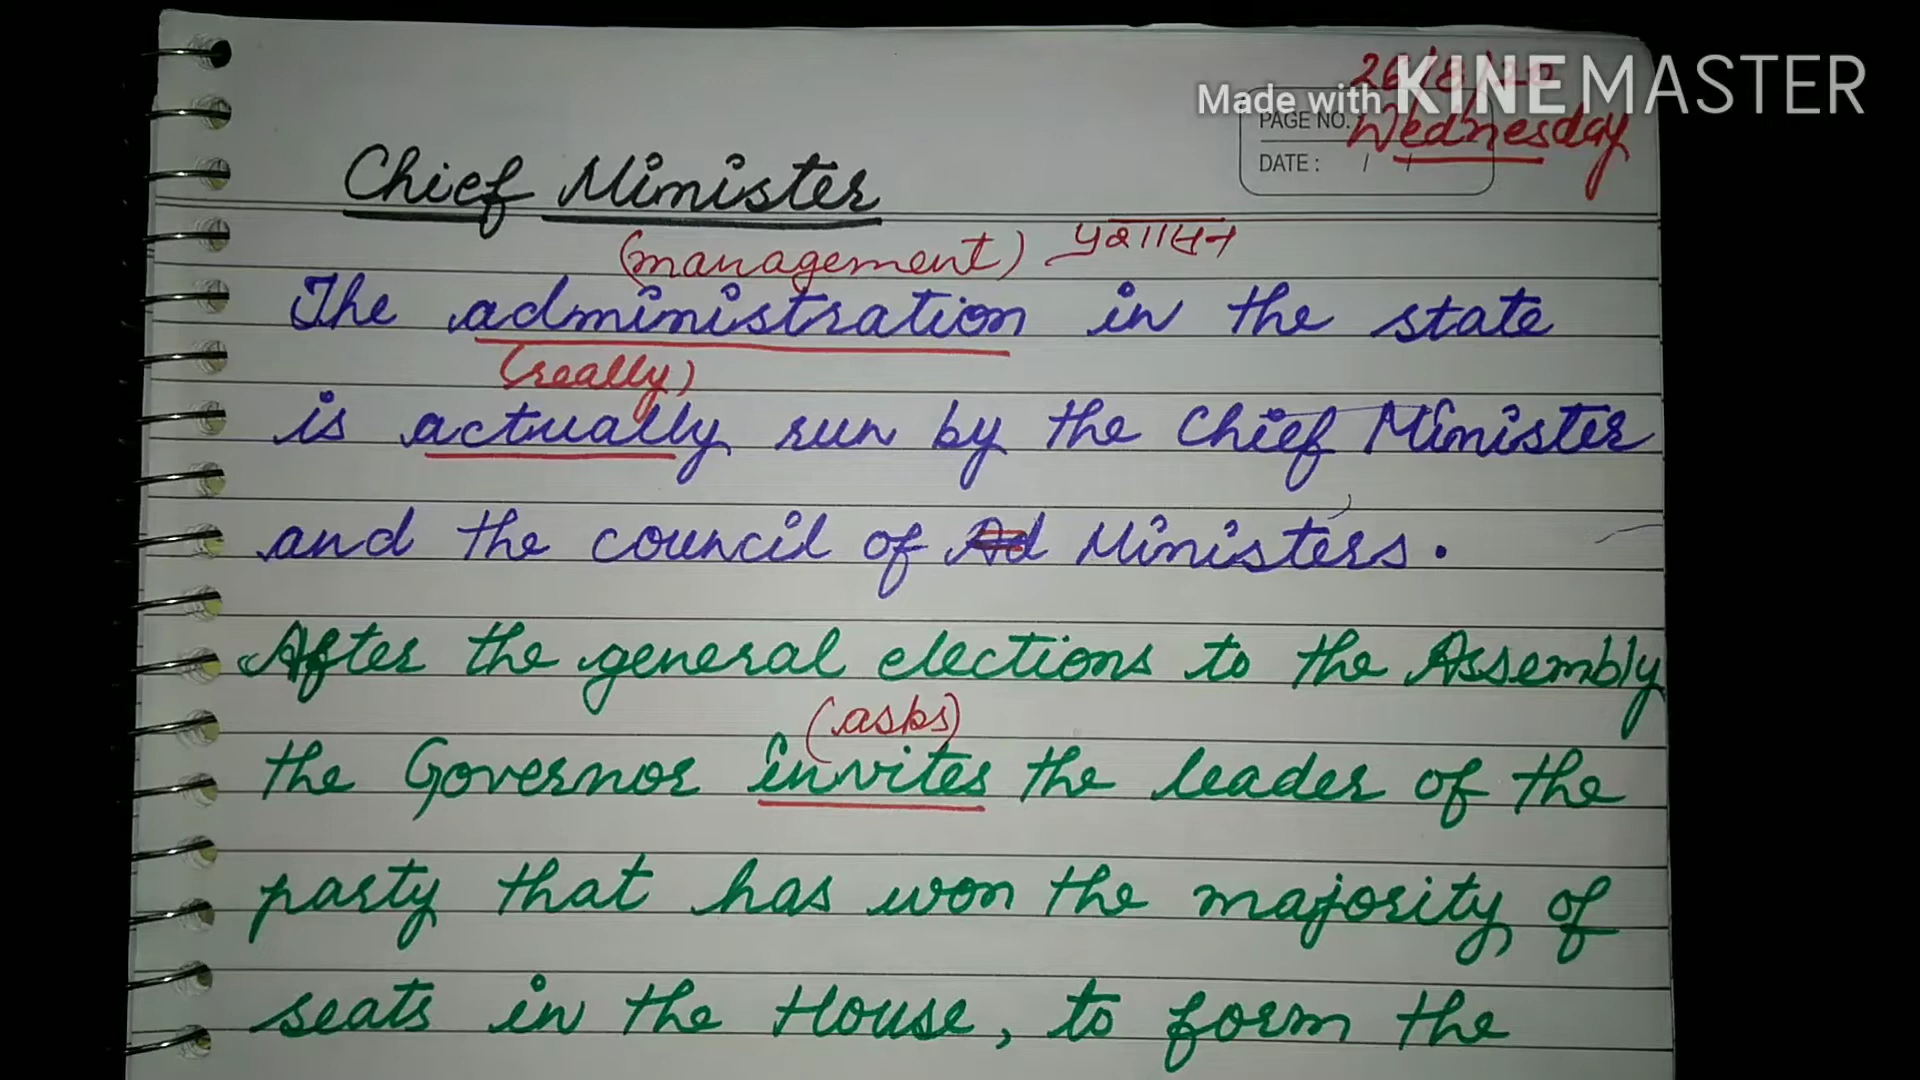 26/8/20
Made with KINEMASTER
PAGE NO.
Wednesday
DATE : / /
Chief Minister
(management) प्रशासन
The administration in the state
(really)
is actually run by the Chief Minister
and the council of Ministers.
After the general elections to the Assembly
(asks)
the Governor invites the leader of the
party that has won the majority of
seats in the House, to form the